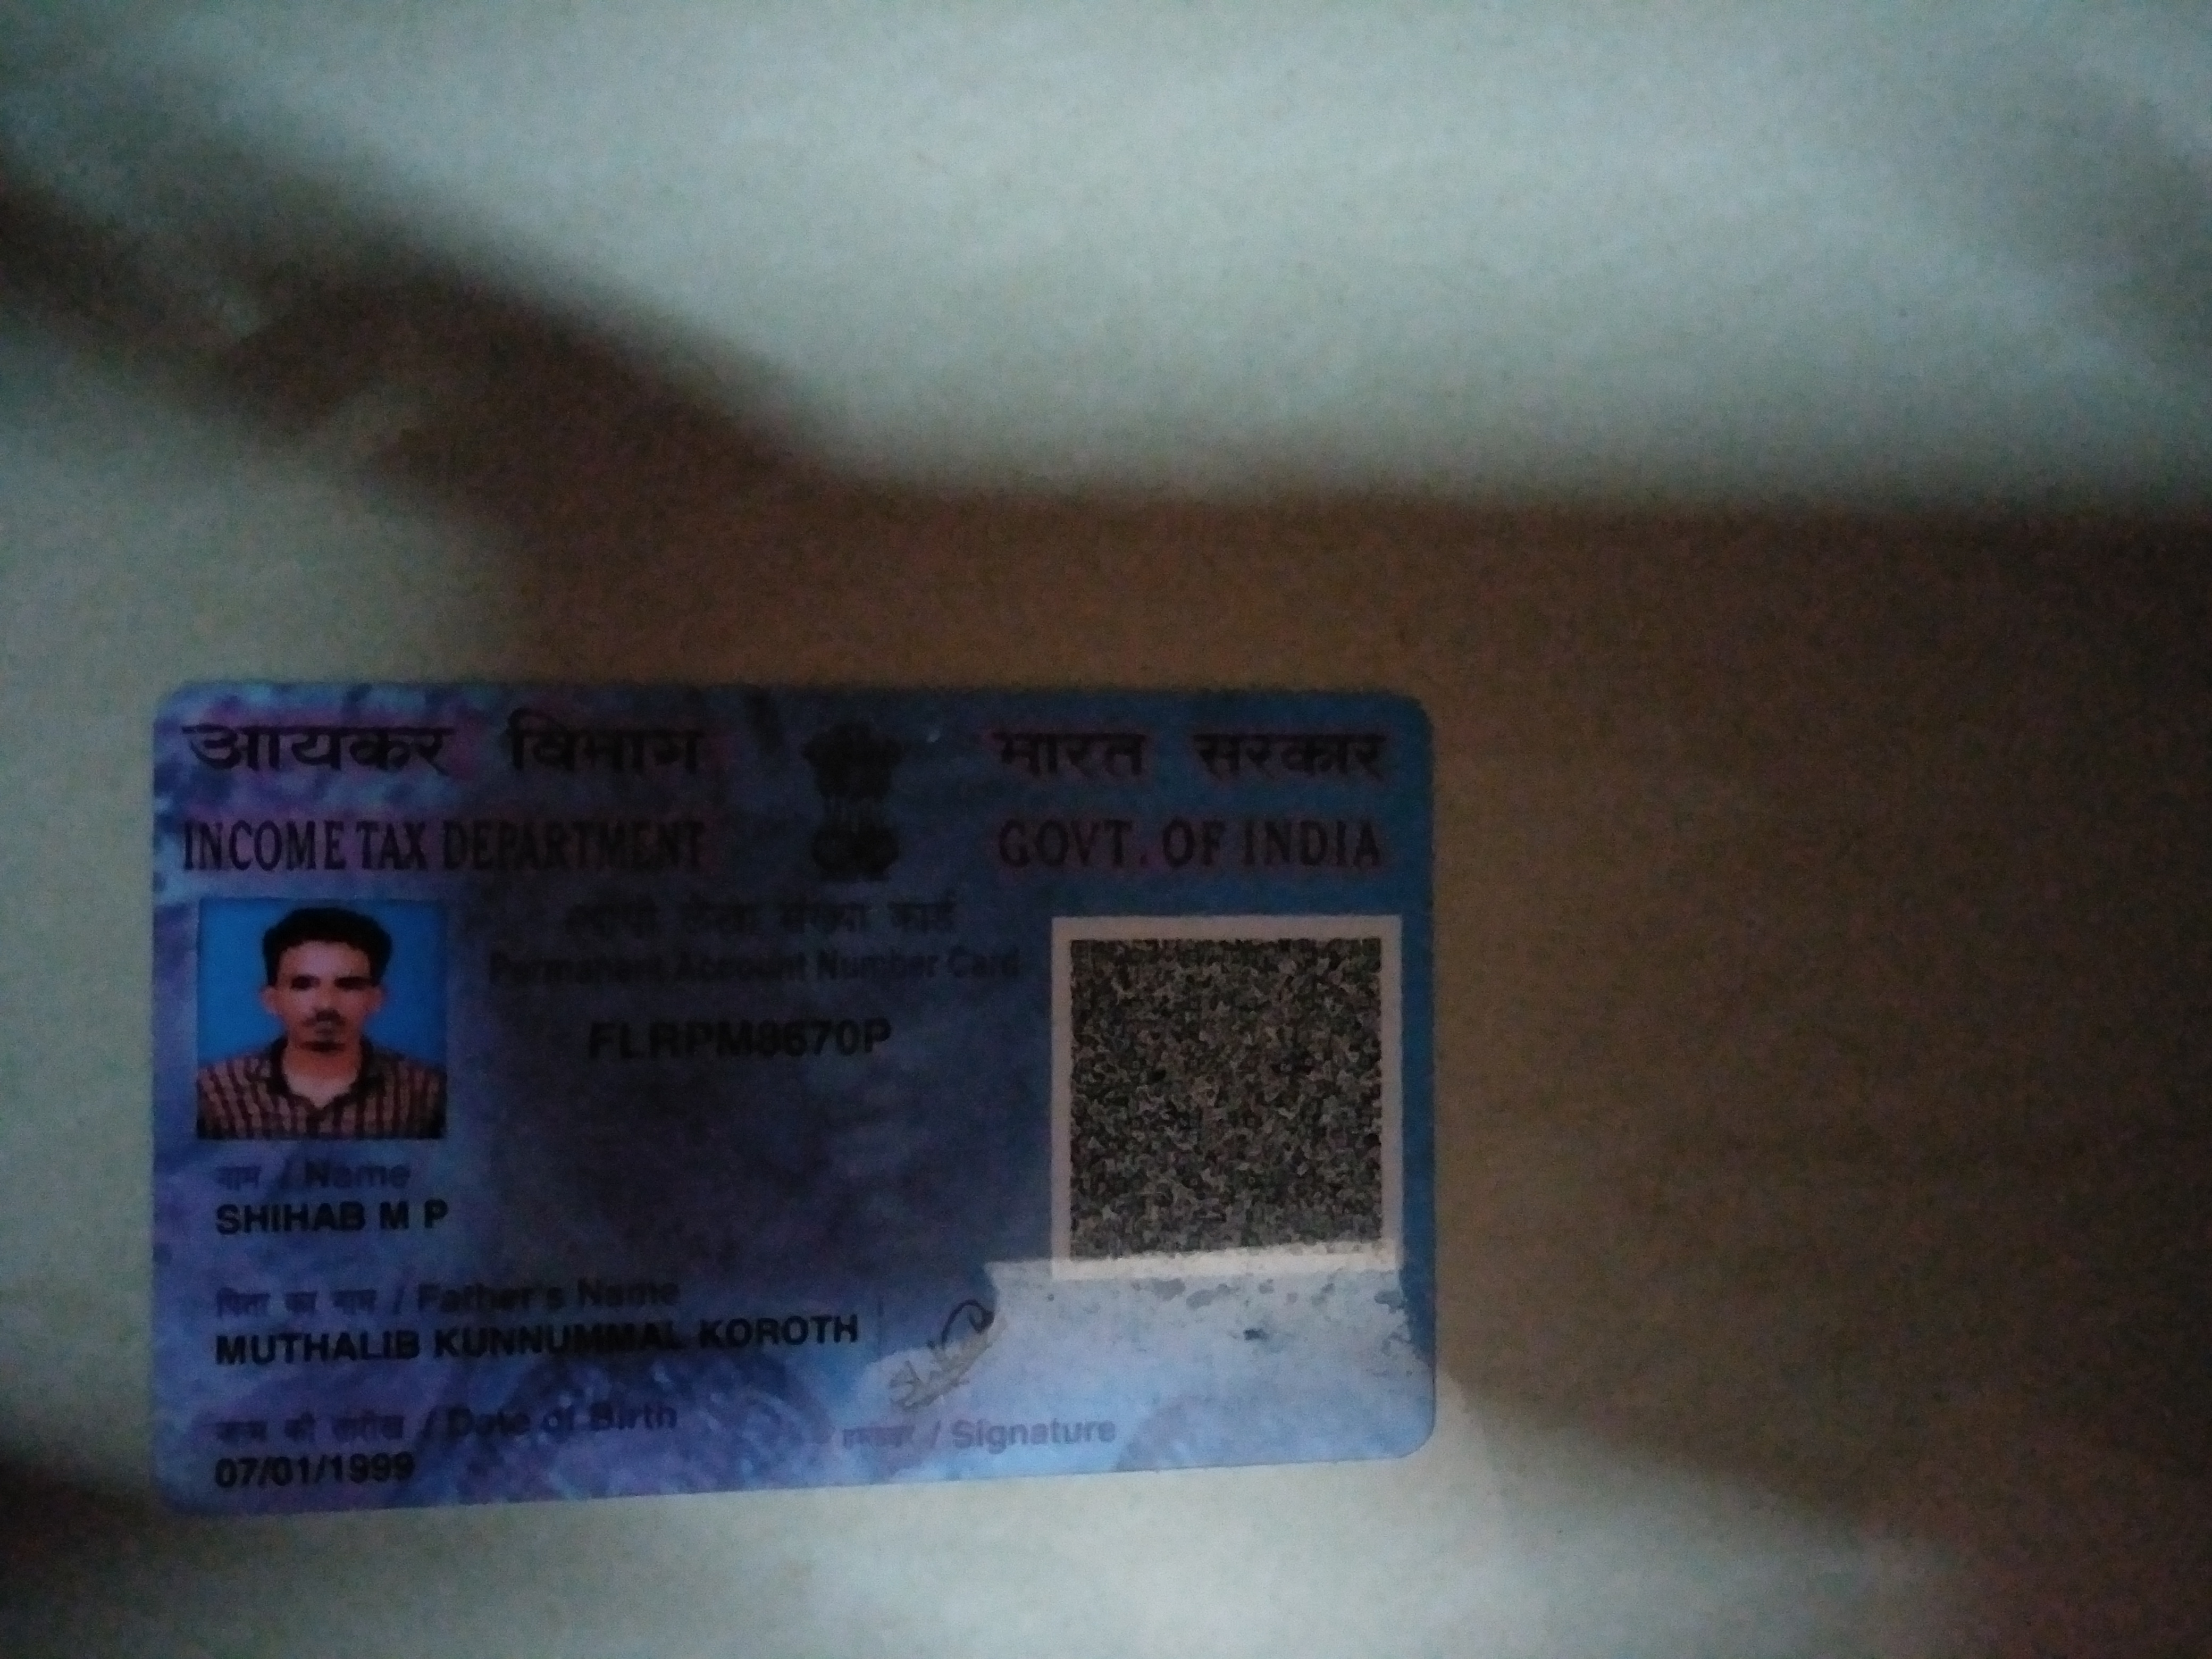 आयकर विभाग
भारत सरकार
INCOME TAX DEPARTMENT
GOVT. OF INDIA
स्थायी लेखा संख्या कार्ड
Permanent Account Number Card
FLRPM8670P
नाम / Name
SHIHAB M P
पिता का नाम / Father's Name
MUTHALIB KUNNUMMAL KOROTH
जन्म की तारीख / Date of Birth
07/01/1999
हस्ताक्षर / Signature